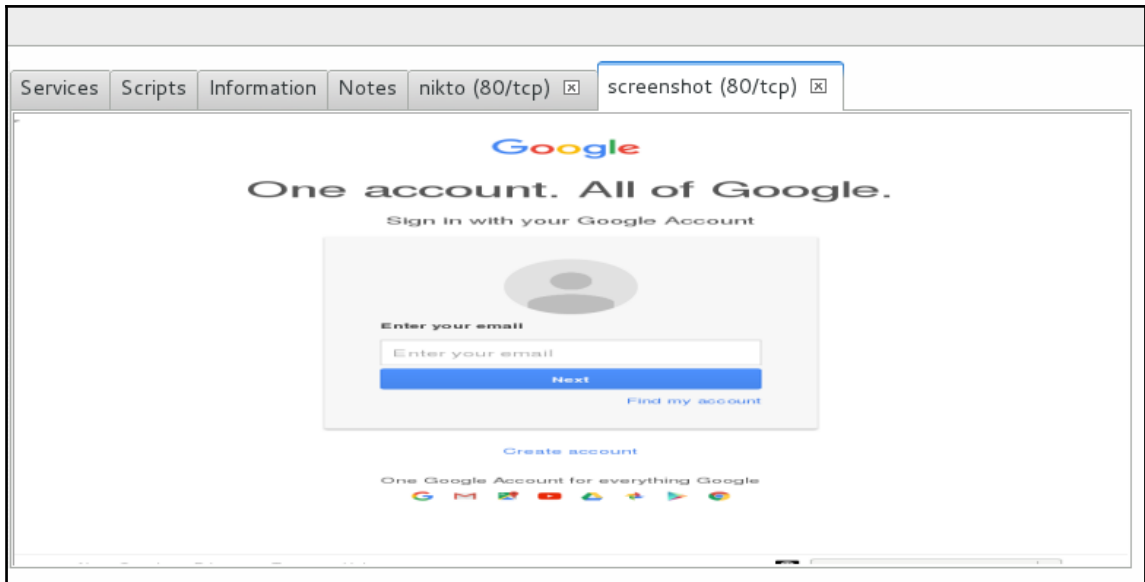 Services Scripts Information Notes nikto (80/tcp) screenshot (80/tcp)
Google
One account. All of Google.
Sign in with your Google Account
Enter your email
Enter your email
Next
Find my account
Create account
One Google Account for everything Google